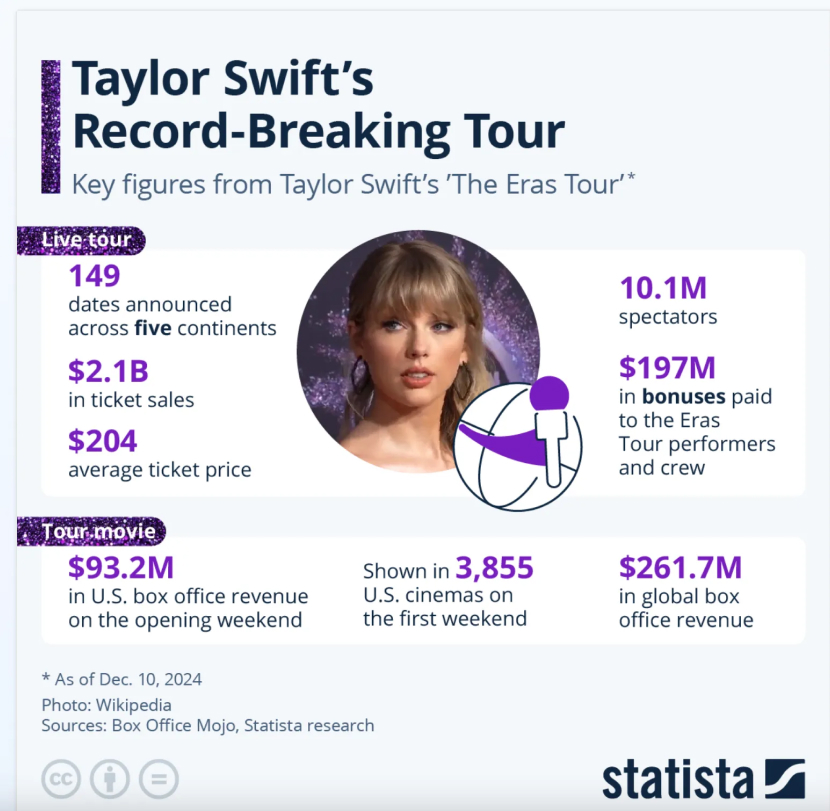 Taylor Swift’s
Record-Breaking Tour
Key figures from Taylor Swift’s ’The Eras Tour’*
Live tour
149
dates announced
across five continents
$2.1B
in ticket sales
$204
average ticket price
10.1M
spectators
$197M
in bonuses paid
to the Eras
Tour performers
and crew
Tour movie
$93.2M
in U.S. box office revenue
on the opening weekend
Shown in 3,855
U.S. cinemas on
the first weekend
$261.7M
in global box
office revenue
* As of Dec. 10, 2024
Photo: Wikipedia
Sources: Box Office Mojo, Statista research
cc
=
statista